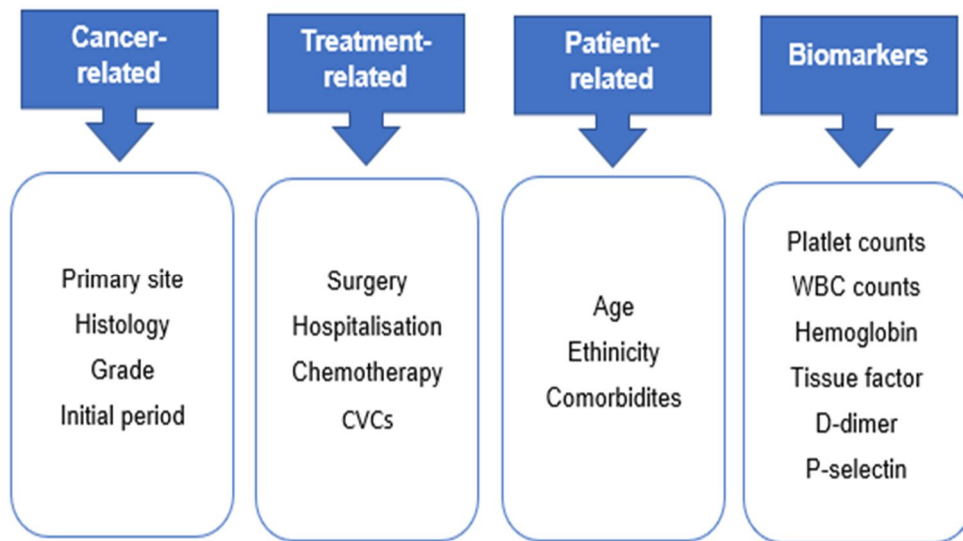 Cancer-
related
Primary site
Histology
Grade
Initial period
Treatment-
related
Surgery
Hospitalisation
Chemotherapy
CVCs
Patient-
related
Age
Ethinicity
Comorbidites
Biomarkers
Platlet counts
WBC counts
Hemoglobin
Tissue factor
D-dimer
P-selectin